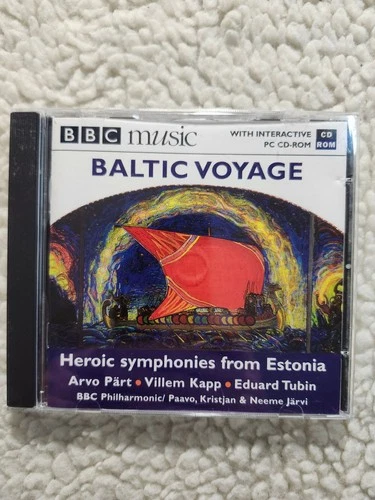 BBC music WITH INTERACTIVE CD
PC CD-ROM ROM
BALTIC VOYAGE
Heroic symphonies from Estonia
Arvo Pärt • Villem Kapp • Eduard Tubin
BBC Philharmonic/ Paavo, Kristjan & Neeme Järvi